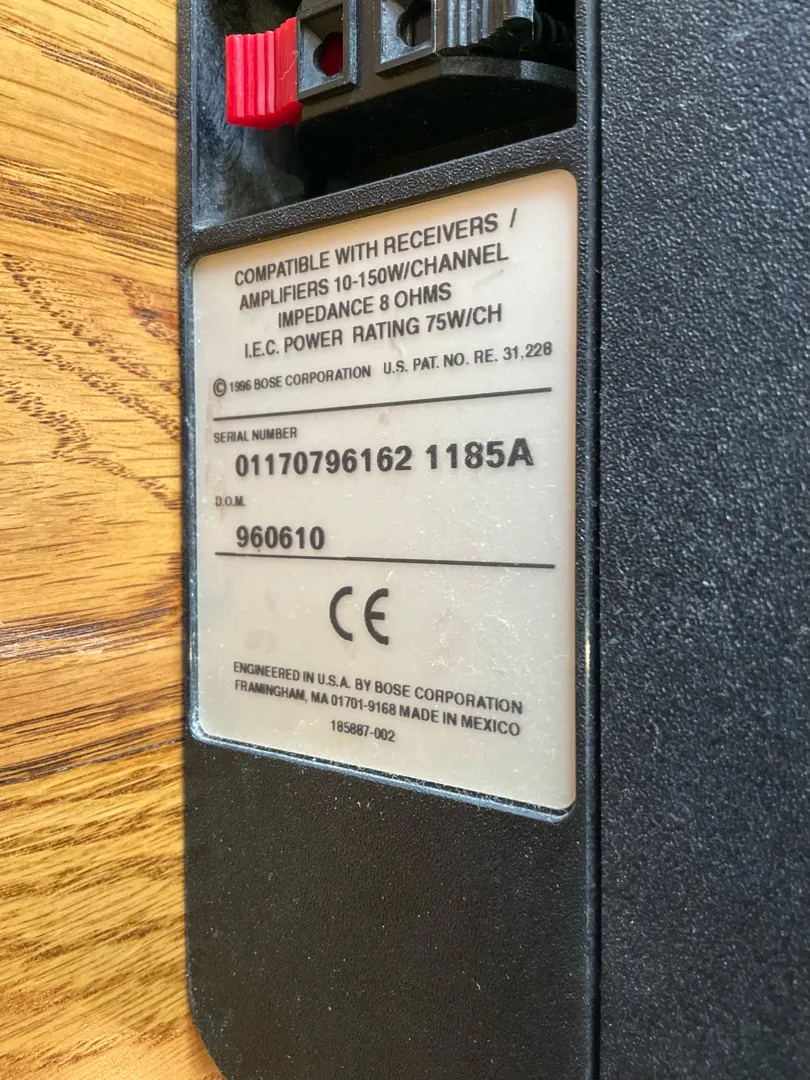 COMPATIBLE WITH RECEIVERS /
AMPLIFIERS 10-150W/CHANNEL
IMPEDANCE 8 OHMS
I.E.C. POWER RATING 75W/CH
© 1996 BOSE CORPORATION U.S. PAT. NO. RE. 31,228
SERIAL NUMBER
01170796162 1185A
D.O.M.
960610
CE
ENGINEERED IN U.S.A. BY BOSE CORPORATION
FRAMINGHAM, MA 01701-9168 MADE IN MEXICO
185887-002